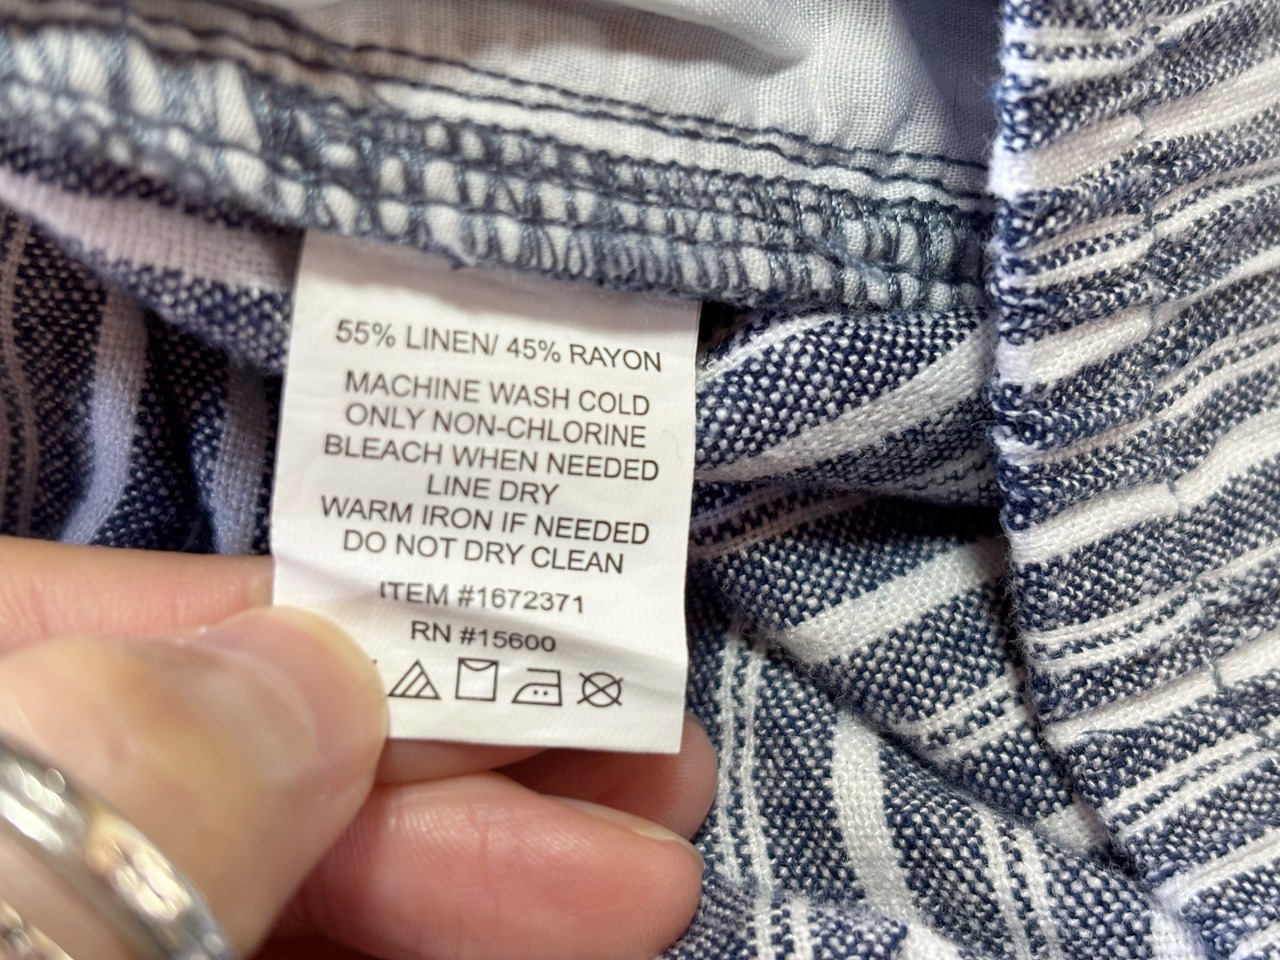 55% LINEN/ 45% RAYON
MACHINE WASH COLD
ONLY NON-CHLORINE
BLEACH WHEN NEEDED
LINE DRY
WARM IRON IF NEEDED
DO NOT DRY CLEAN
ITEM #1672371
RN #15600